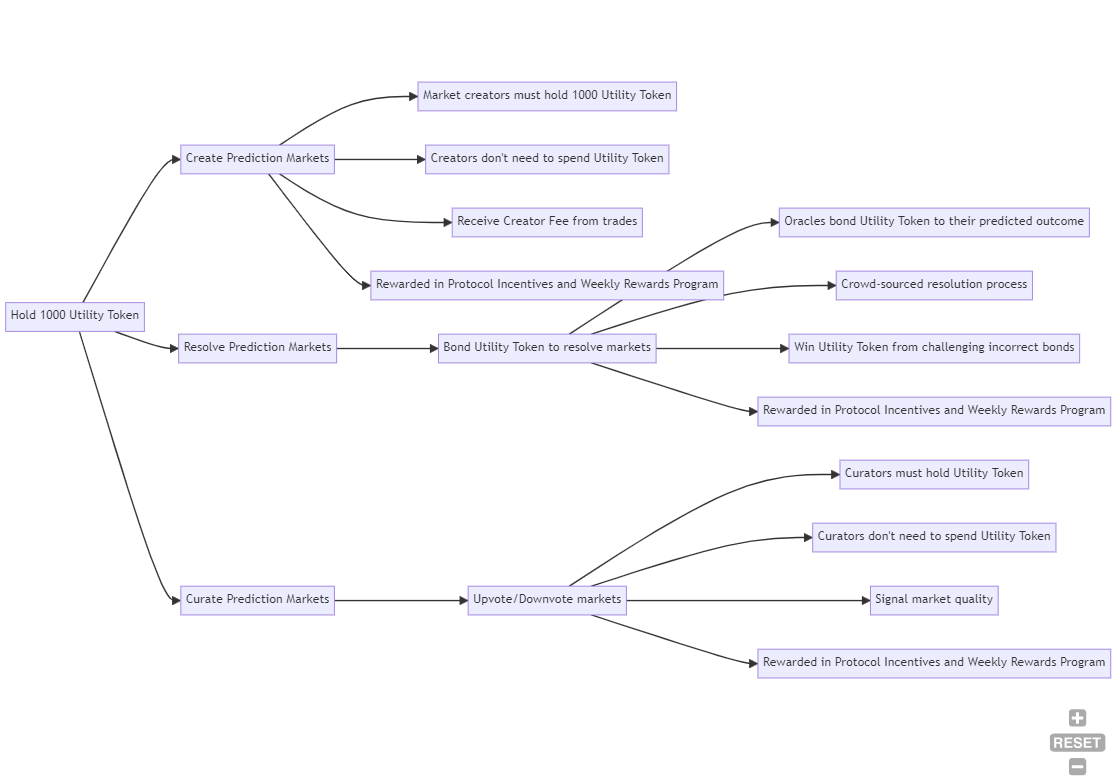 Market creators must hold 1000 Utility Token
Create Prediction Markets
Creators don't need to spend Utility Token
Receive Creator Fee from trades
Oracles bond Utility Token to their predicted outcome
Rewarded in Protocol Incentives and Weekly Rewards Program
Crowd-sourced resolution process
Hold 1000 Utility Token
Resolve Prediction Markets
Bond Utility Token to resolve markets
Win Utility Token from challenging incorrect bonds
Rewarded in Protocol Incentives and Weekly Rewards Program
Curators must hold Utility Token
Curators don't need to spend Utility Token
Curate Prediction Markets
Upvote/Downvote markets
Signal market quality
Rewarded in Protocol Incentives and Weekly Rewards Program
RESET